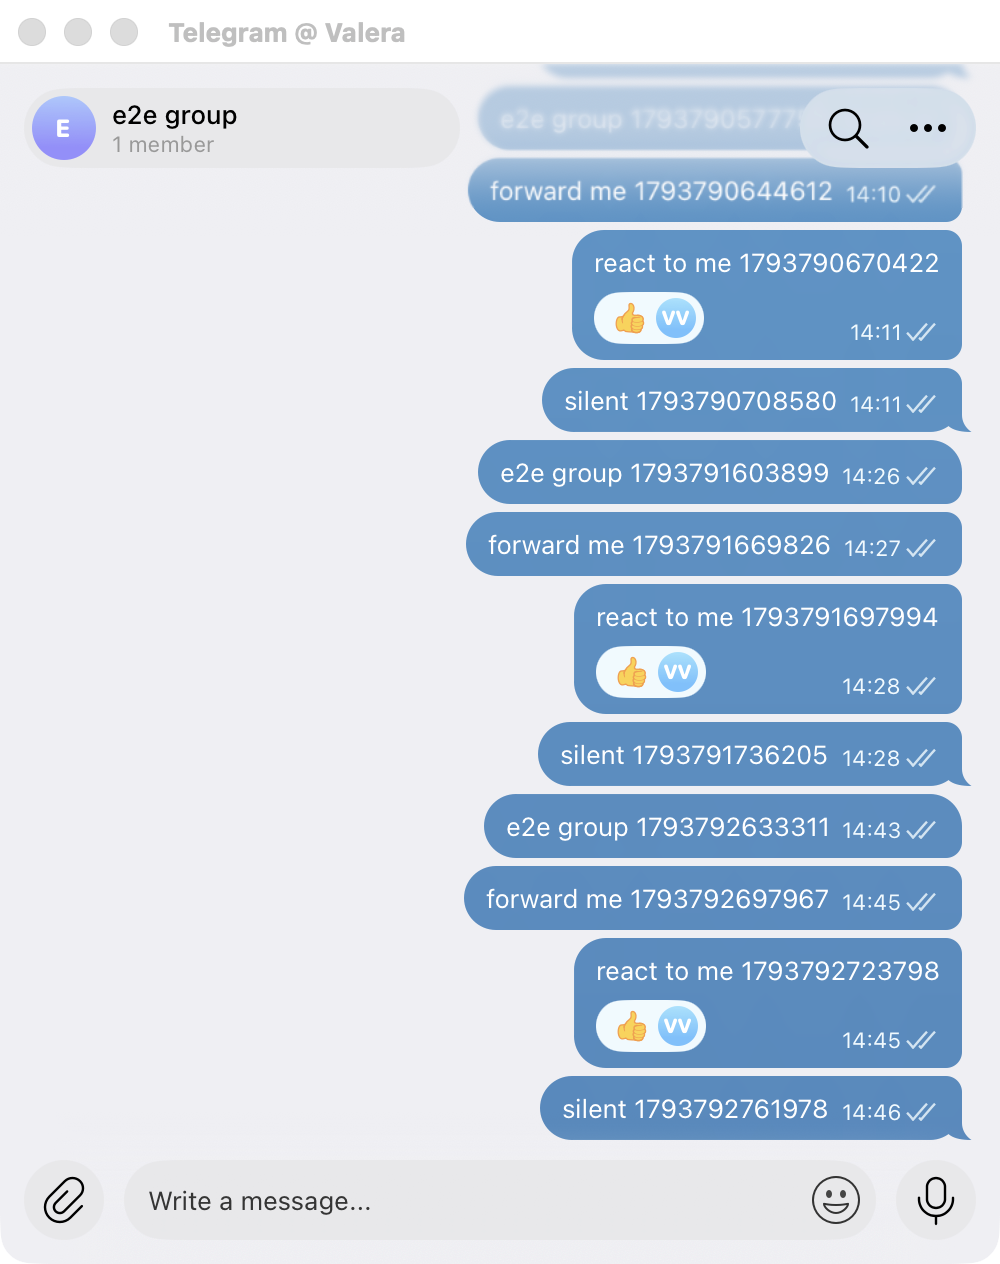 Telegram @ Valera
E
e2e group
1 member
e2e group
forward me 1793790644612 14:10
react to me 1793790670422
VV
14:11
silent 1793790708580 14:11
e2e group 1793791603899 14:26
forward me 1793791669826 14:27
react to me 1793791697994
VV
14:28
silent 1793791736205 14:28
e2e group 1793792633311 14:43
forward me 1793792697967 14:45
react to me 1793792723798
VV
14:45
silent 1793792761978 14:46
Write a message...